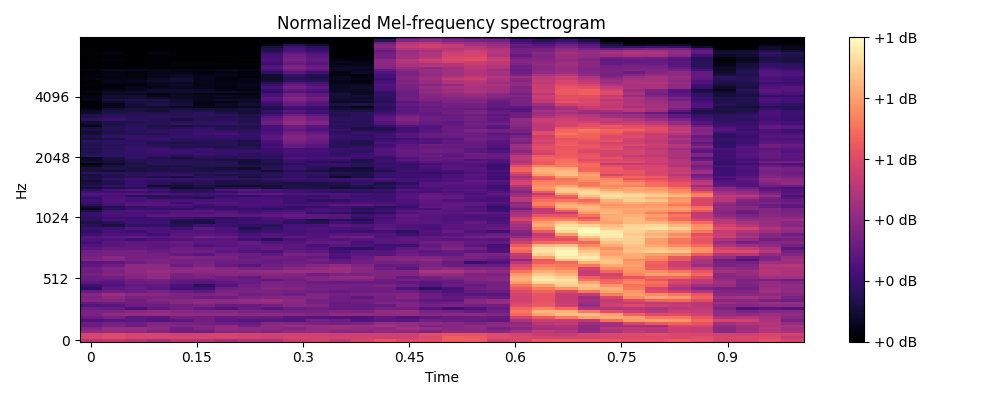 Normalized Mel-frequency spectrogram
Hz
4096
2048
1024
512
0
0
0.15
0.3
0.45
0.6
0.75
0.9
Time
+1 dB
+1 dB
+1 dB
+0 dB
+0 dB
+0 dB